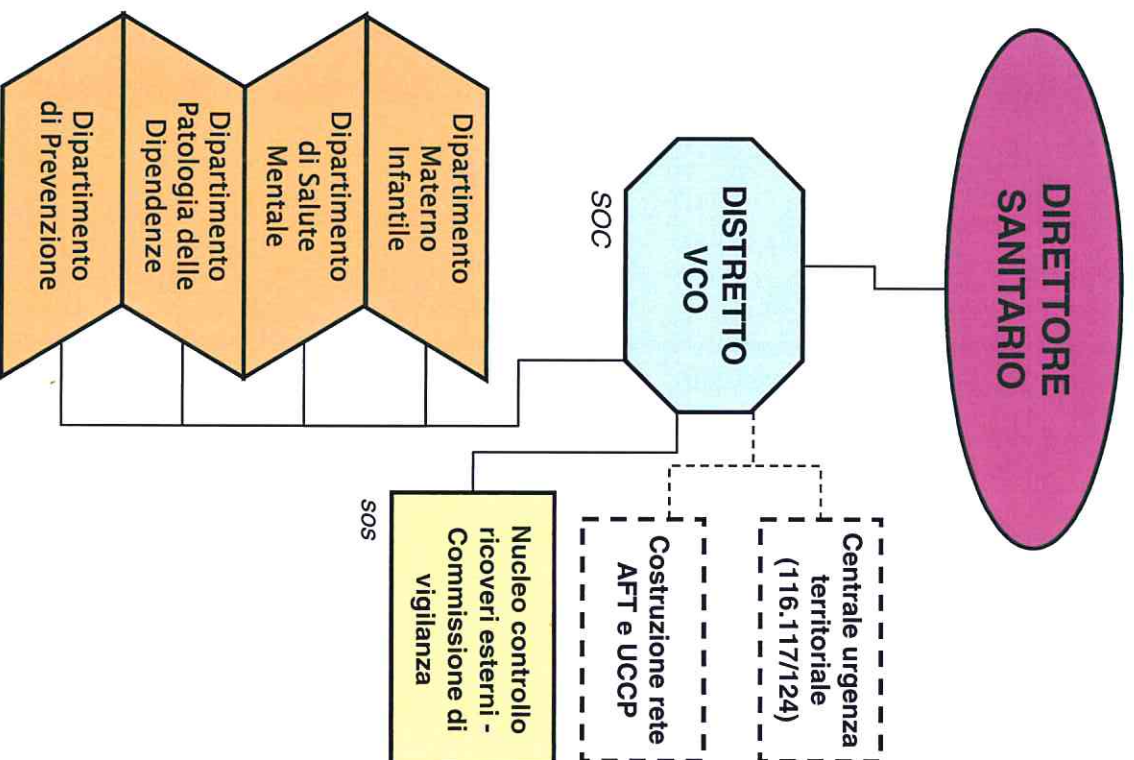 DIRETTORE
SANITARIO
DISTRETTO
VCO
SOC
Centrale urgenza
territoriale
(116.117/124)
Costruzione rete
AFT e UCCP
Nucleo controllo
ricoveri esterni -
Commissione di
vigilanza
SOS
Dipartimento
Materno
Infantile
Dipartimento
di Salute
Mentale
Dipartimento
Patologia delle
Dipendenze
Dipartimento
di Prevenzione